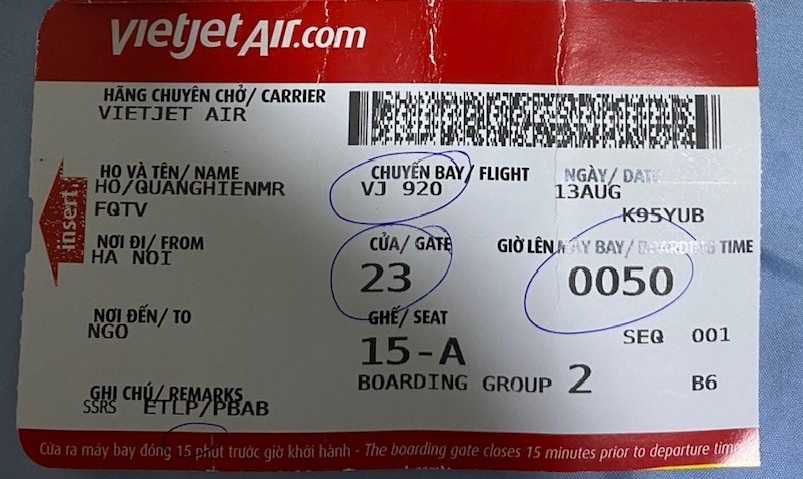 vietjetAir.com
HÃNG CHUYÊN CHỞ/ CARRIER
VIETJET AIR
HỌ VÀ TÊN/ NAME
HO/QUANGHIENMR
FQTV
CHUYẾN BAY/ FLIGHT
VJ 920
NGÀY/ DATE
13AUG
K95YUB
insert
NƠI ĐI/ FROM
HA NOI
CỬA/ GATE
23
GIỜ LÊN MÁY BAY/ BOARDING TIME
0050
NƠI ĐẾN/ TO
NGO
GHẾ/ SEAT
15-A
SEQ 001
BOARDING GROUP 2
B6
GHI CHÚ/ REMARKS
SSRS ETLP/PBAB
Cửa ra máy bay đóng 15 phút trước giờ khởi hành - The boarding gate closes 15 minutes prior to departure time